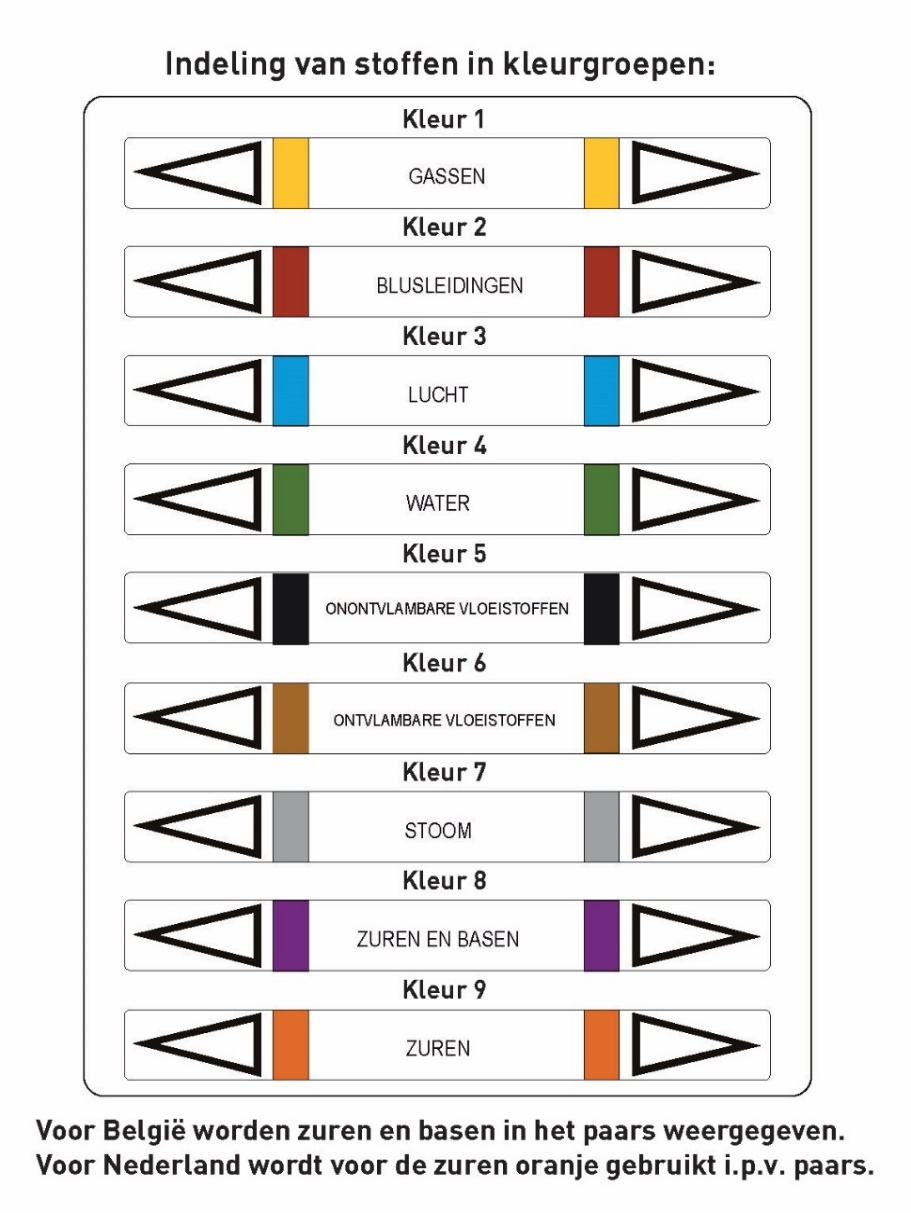 Indeling van stoffen in kleurgroepen:
Kleur 1
GASSEN
Kleur 2
BLUSLEIDINGEN
Kleur 3
LUCHT
Kleur 4
WATER
Kleur 5
ONONTVLAMBARE VLOEISTOFFEN
Kleur 6
ONTVLAMBARE VLOEISTOFFEN
Kleur 7
STOOM
Kleur 8
ZUREN EN BASEN
Kleur 9
ZUREN
Voor België worden zuren en basen in het paars weergegeven.
Voor Nederland wordt voor de zuren oranje gebruikt i.p.v. paars.